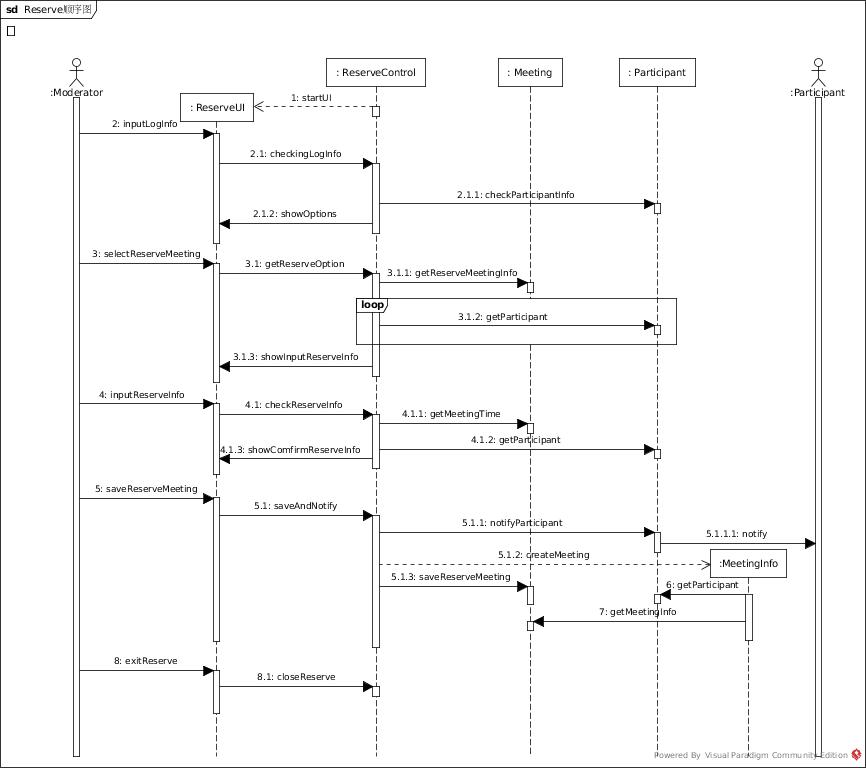 sd Reserve顺序图
: ReserveControl
: Meeting
: Participant
:Moderator
:Participant
: ReserveUI
1: startUI
2: inputLogInfo
2.1: checkingLogInfo
2.1.1: checkParticipantInfo
2.1.2: showOptions
3: selectReserveMeeting
3.1: getReserveOption
3.1.1: getReserveMeetingInfo
loop
3.1.2: getParticipant
3.1.3: showInputReserveInfo
4: inputReserveInfo
4.1: checkReserveInfo
4.1.1: getMeetingTime
4.1.2: getParticipant
4.1.3: showComfirmReserveInfo
5: saveReserveMeeting
5.1: saveAndNotify
5.1.1: notifyParticipant
5.1.1.1: notify
5.1.2: createMeeting
:MeetingInfo
5.1.3: saveReserveMeeting
6: getParticipant
7: getMeetingInfo
8: exitReserve
8.1: closeReserve
Powered By Visual Paradigm Community Edition